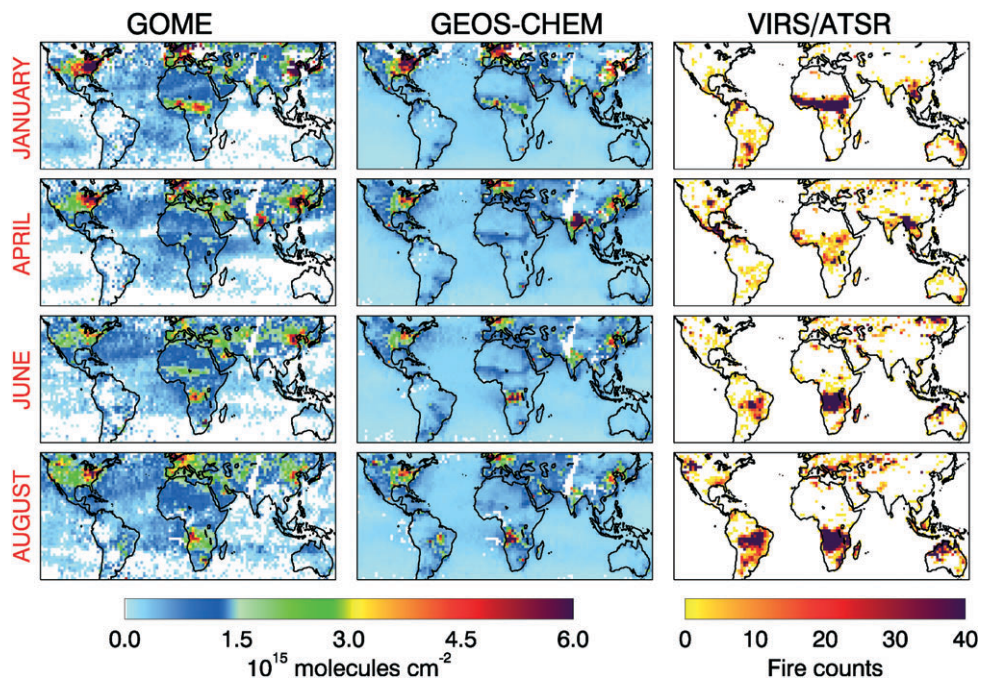 GOME GEOS-CHEM VIRS/ATSR
JANUARY
APRIL
JUNE
AUGUST
0.0 1.5 3.0 4.5 6.0 0 10 20 30 40
10¹⁵ molecules cm⁻² Fire counts